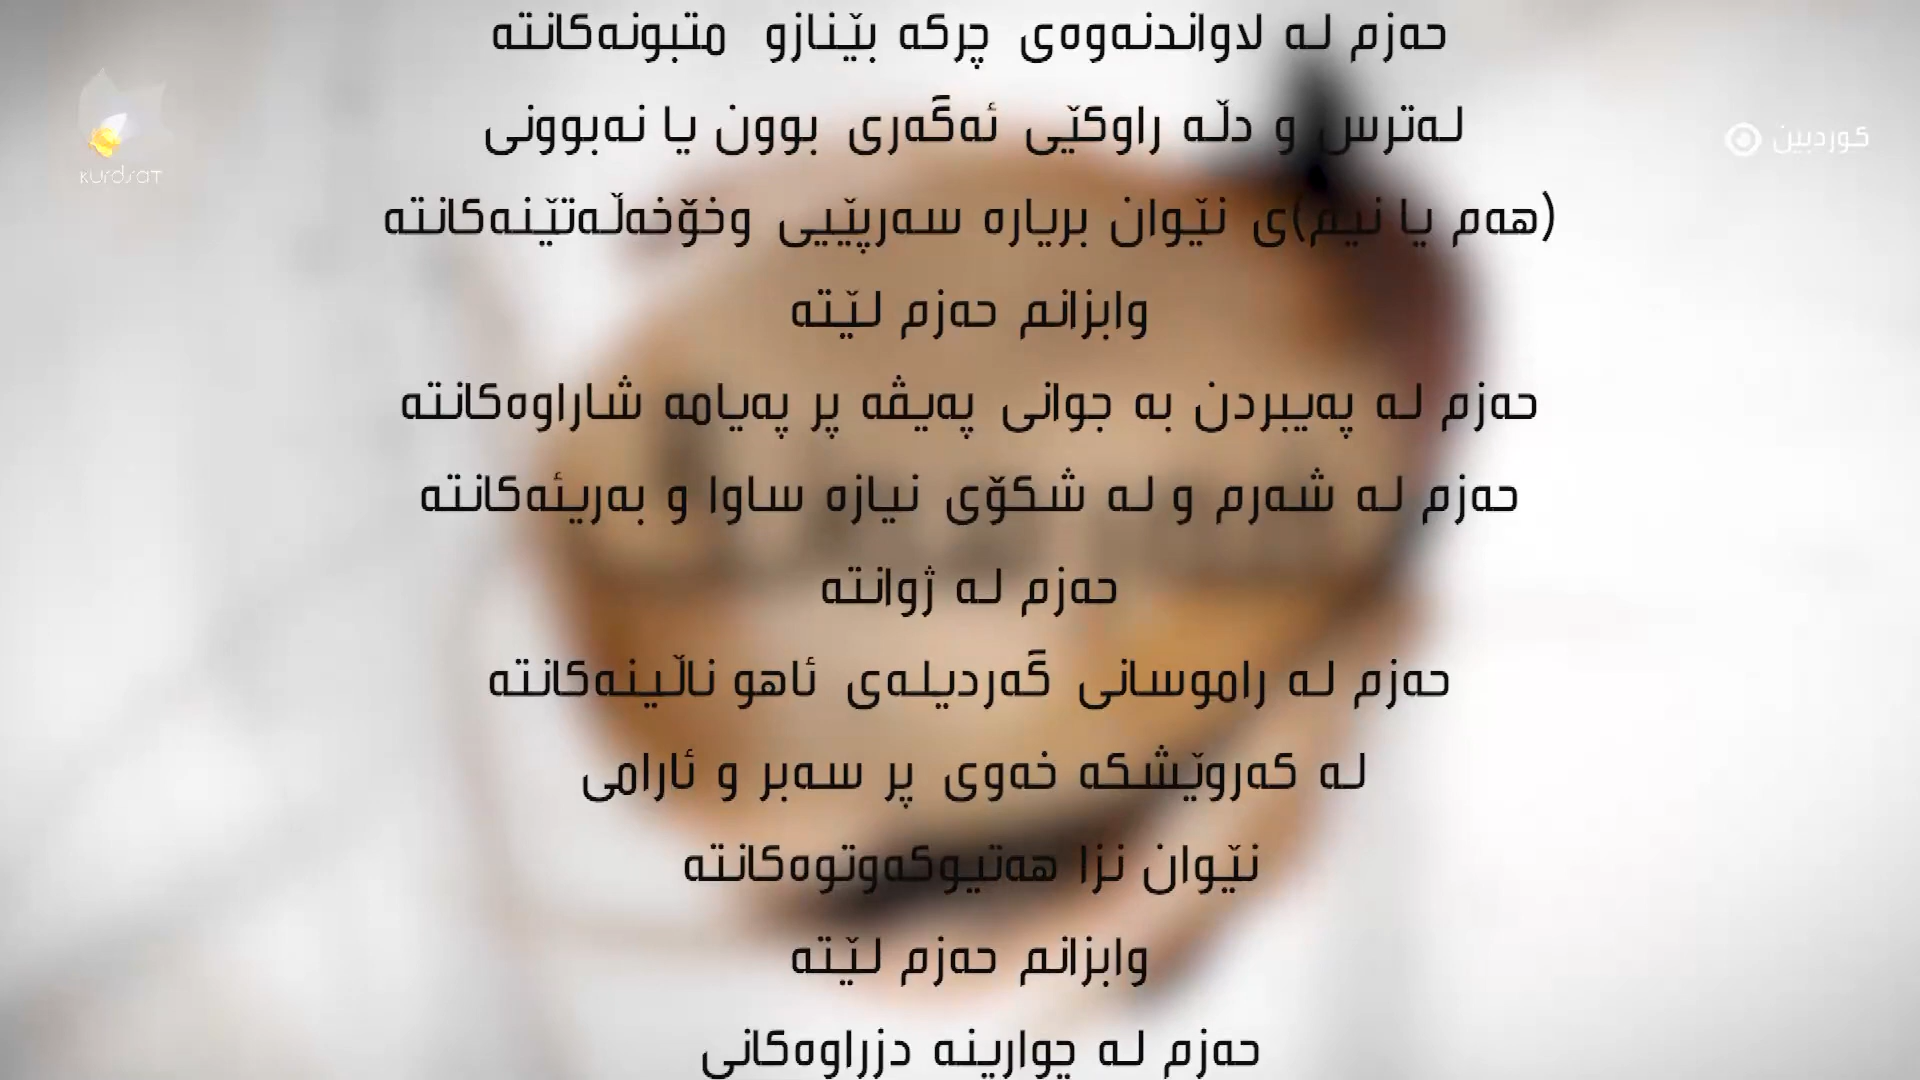 حەزم لە لاواندنەوەی چرکە بێنازو متبونەکانتە
لەترس و دڵە راوکێی ئەگەری بوون یا نەبوونی
(هەم یا نیم)ی نێوان بریارە سەرپێیی وخۆخەڵەتێنەکانتە
وابزانم حەزم لێتە
حەزم لە پەیبردن بە جوانی پەیڤە پر پەیامە شاراوەکانتە
حەزم لە شەرم و لە شکۆی نیازە ساوا و بەریئەکانتە
حەزم لە ژوانتە
حەزم لە راموسانی گەردیلەی ئاهو ناڵینەکانتە
لە کەروێشکە خەوی پر سەبر و ئارامی
نێوان نزا هەتیوکەوتوەکانتە
وابزانم حەزم لێتە
حەزم لە چوارینە دزراوەکانی
کوردبین
KURDSAT